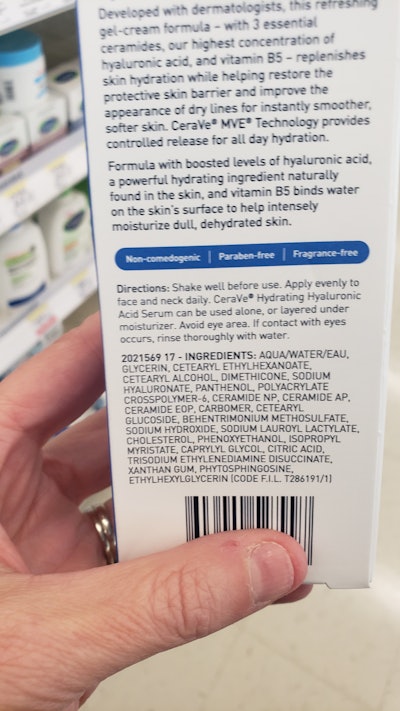 Developed with dermatologists, this refreshing
gel-cream formula – with 3 essential
ceramides, our highest concentration of
hyaluronic acid, and vitamin B5 – replenishes
skin hydration while helping restore the
protective skin barrier and improve the
appearance of dry lines for instantly smoother,
softer skin. CeraVe® MVE® Technology provides
controlled release for all day hydration.
Formula with boosted levels of hyaluronic acid,
a powerful hydrating ingredient naturally
found in the skin, and vitamin B5 binds water
on the skin's surface to help intensely
moisturize dull, dehydrated skin.
Non-comedogenic | Paraben-free | Fragrance-free
Directions: Shake well before use. Apply evenly to
face and neck daily. CeraVe® Hydrating Hyaluronic
Acid Serum can be used alone, or layered under
moisturizer. Avoid eye area. If contact with eyes
occurs, rinse thoroughly with water.
2021569 17 - INGREDIENTS: AQUA/WATER/EAU,
GLYCERIN, CETEARYL ETHYLHEXANOATE,
CETEARYL ALCOHOL, DIMETHICONE, SODIUM
HYALURONATE, PANTHENOL, POLYACRYLATE
CROSSPOLYMER-6, CERAMIDE NP, CERAMIDE AP,
CERAMIDE EOP, CARBOMER, CETEARYL
GLUCOSIDE, BEHENTRIMONIUM METHOSULFATE,
SODIUM HYDROXIDE, SODIUM LAUROYL LACTYLATE,
CHOLESTEROL, PHENOXYETHANOL, ISOPROPYL
MYRISTATE, CAPRYLYL GLYCOL, CITRIC ACID,
TRISODIUM ETHYLENEDIAMINE DISUCCINATE,
XANTHAN GUM, PHYTOSPHINGOSINE,
ETHYLHEXYLGLYCERIN (CODE F.I.L. T286191/1)